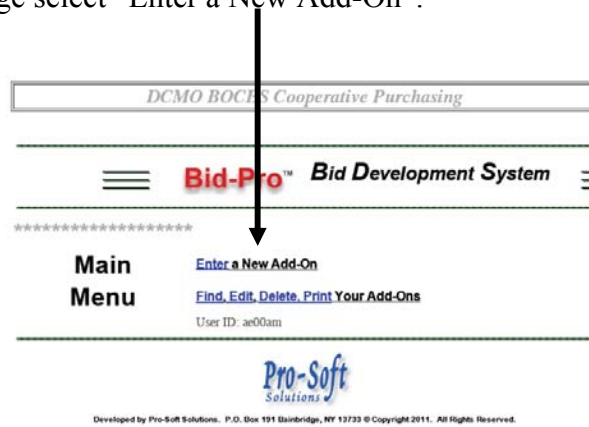 ge select "Enter a New Add-On".
DCMO BOCES Cooperative Purchasing
Bid-Pro™ Bid Development System
********************
Main Menu
Enter a New Add-On
Find, Edit, Delete, Print Your Add-Ons
User ID: ae00am
Pro-Soft
Solutions
Developed by Pro-Soft Solutions. P.O. Box 191 Bainbridge, NY 13733 © Copyright 2011. All Rights Reserved.